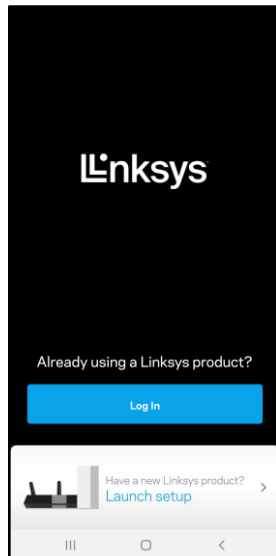 Linksys
Already using a Linksys product?
Log In
Have a new Linksys product?
Launch setup